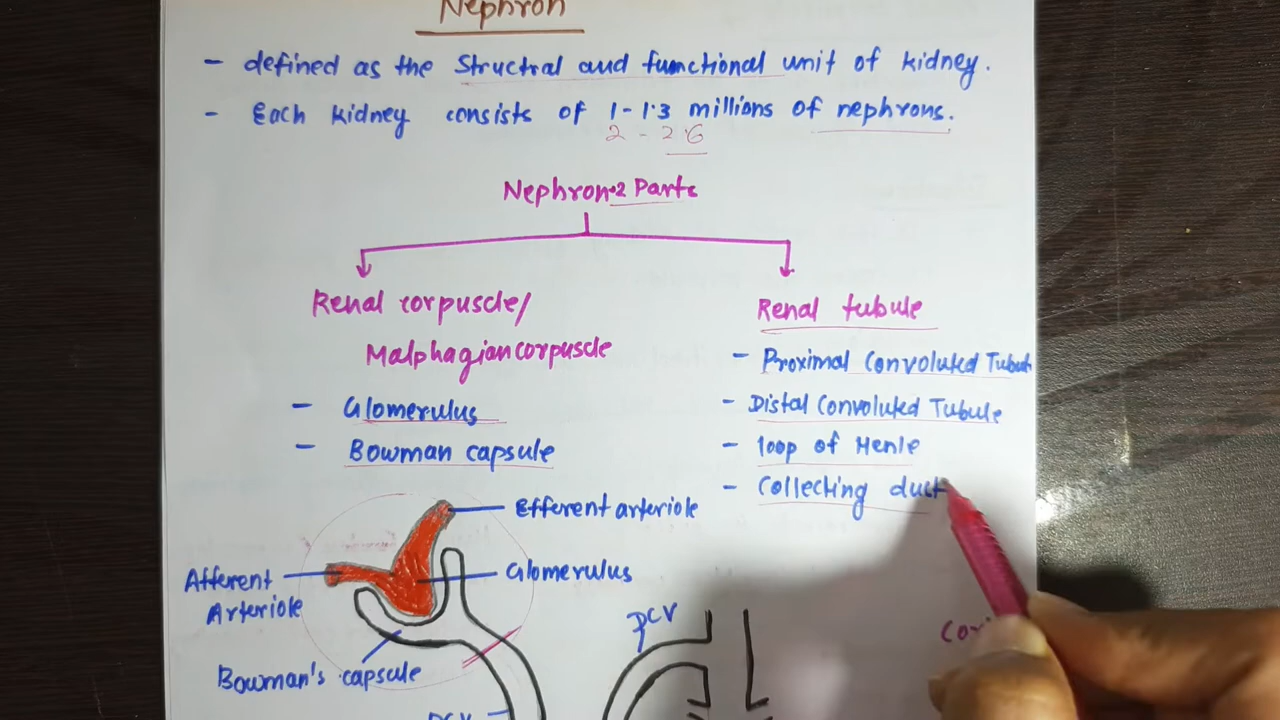 Nephron
- defined as the Structral and functional unit of kidney.
- Each kidney consists of 1-1.3 millions of nephrons.
2 - 2.6
Nephron-2 Parts
Renal corpuscle/
Malphagian corpuscle
- Glomerulus
- Bowman capsule
Renal tubule
- Proximal Convoluted Tubule
- Distal Convoluted Tubule
- loop of Henle
- Collecting duct
Efferent arteriole
Afferent
Arteriole
Glomerulus
Bowman's capsule
PCV